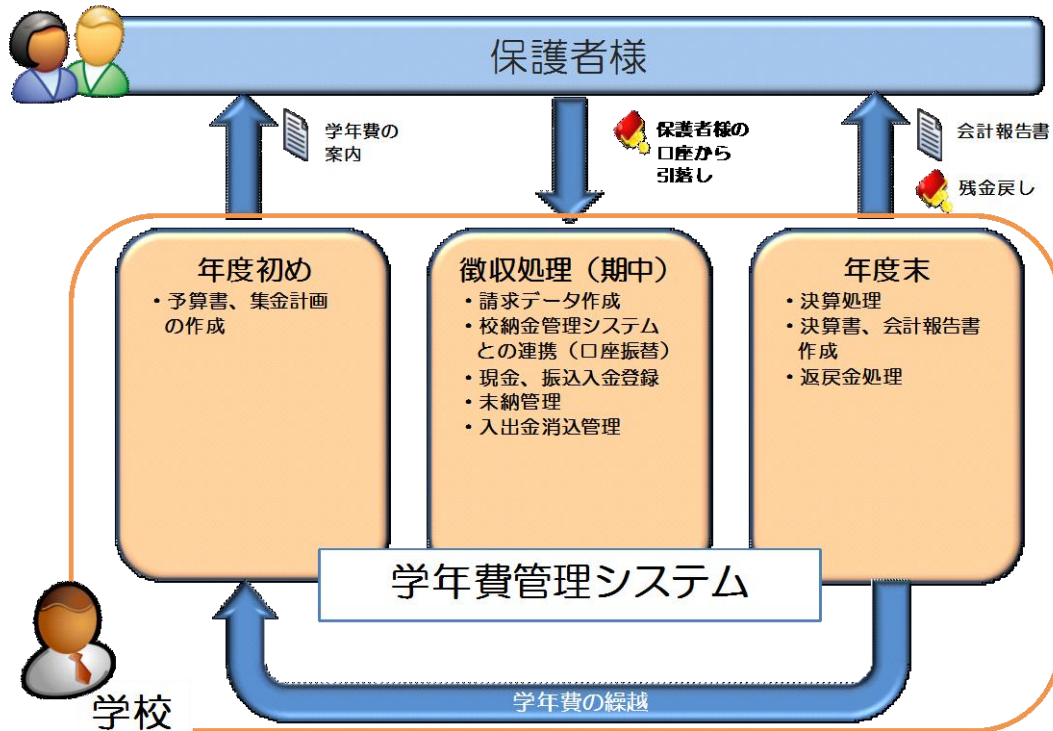 保護者様
学年費の
案内
保護者様の
口座から
引落し
会計報告書
残金戻し
年度初め
・予算書、集金計画
の作成
徴収処理（期中）
・請求データ作成
・校納金管理システム
との連携（口座振替）
・現金、振込入金登録
・未納管理
・入出金消込管理
年度末
・決算処理
・決算書、会計報告書
作成
・返戻金処理
学年費管理システム
学年費の繰越
学校